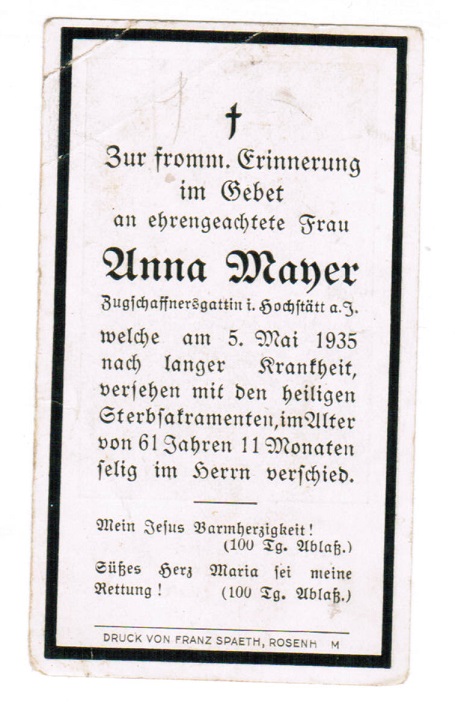 Zur fromm. Erinnerung
im Gebet
an ehrengeachtete Frau
Anna Mayer
Zugschaffnersgattin i. Hochstätt a. J.
welche am 5. Mai 1935
nach langer Krankheit,
versehen mit den heiligen
Sterbsakramenten, im Alter
von 61 Jahren 11 Monaten
selig im Herrn verschied.
Mein Jesus Barmherzigkeit!
(100 Tg. Ablaß.)
Süßes Herz Maria sei meine
Rettung! (100 Tg. Ablaß.)
DRUCK VON FRANZ SPAETH, ROSENH M